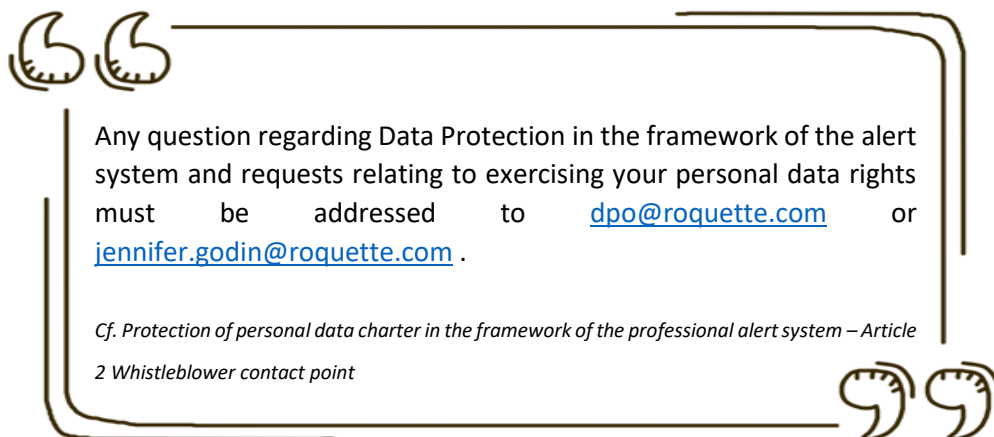 Any question regarding Data Protection in the framework of the alert
system and requests relating to exercising your personal data rights
must be addressed to dpo@roquette.com or
jennifer.godin@roquette.com .
Cf. Protection of personal data charter in the framework of the professional alert system – Article
2 Whistleblower contact point